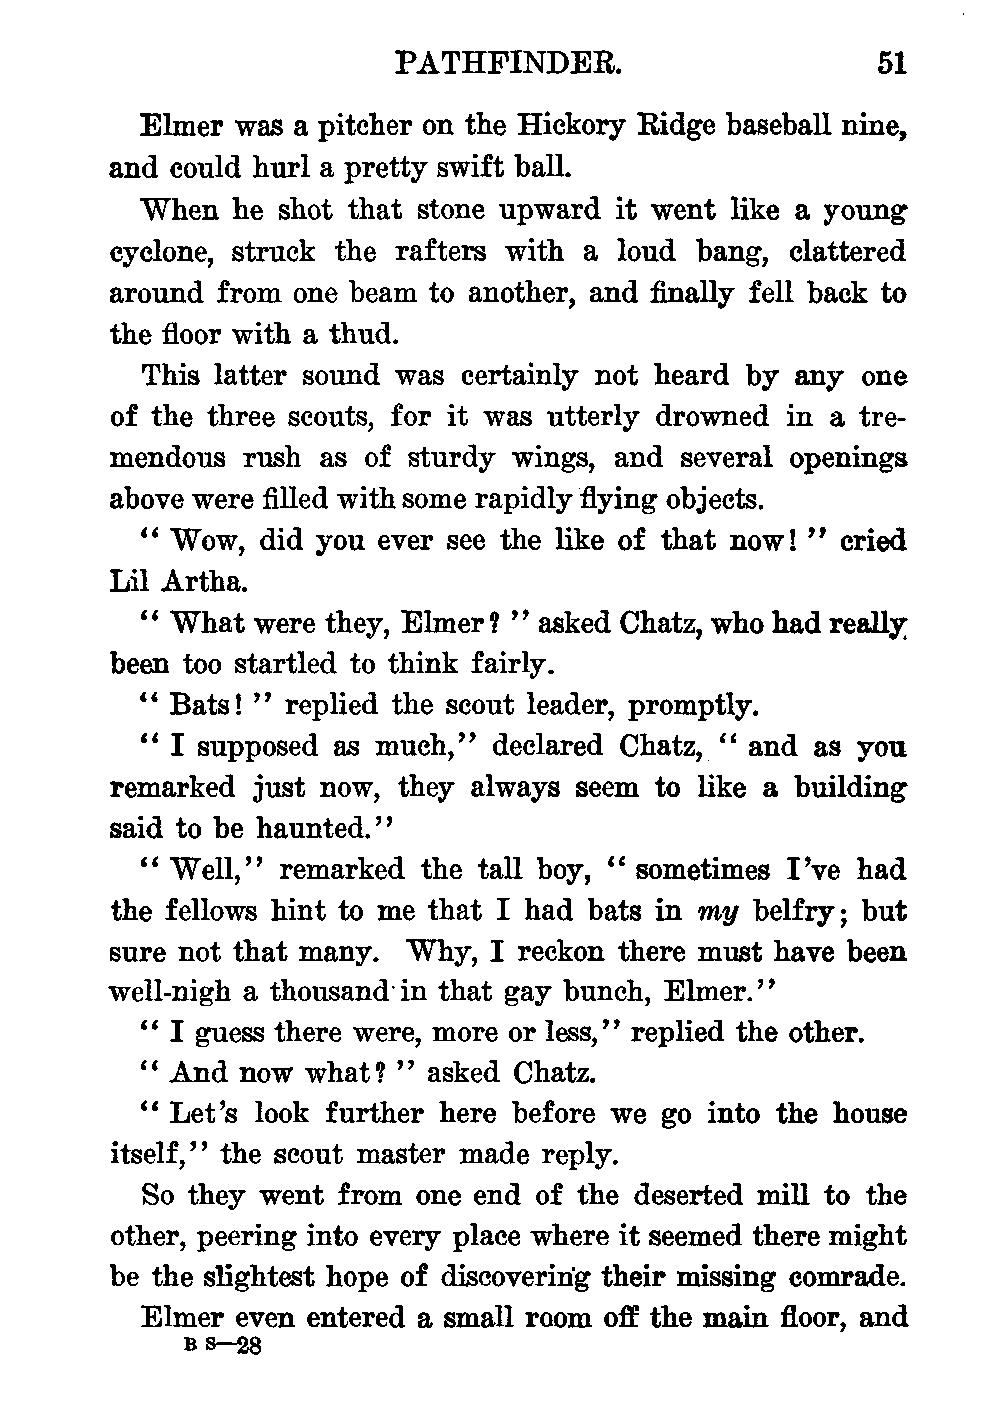 PATHFINDER. 51
Elmer was a pitcher on the Hickory Ridge baseball nine,
and could hurl a pretty swift ball.
When he shot that stone upward it went like a young
cyclone, struck the rafters with a loud bang, clattered
around from one beam to another, and finally fell back to
the floor with a thud.
This latter sound was certainly not heard by any one
of the three scouts, for it was utterly drowned in a tre-
mendous rush as of sturdy wings, and several openings
above were filled with some rapidly flying objects.
“ Wow, did you ever see the like of that now! ” cried
Lil Artha.
“ What were they, Elmer? ” asked Chatz, who had really
been too startled to think fairly.
“ Bats! ” replied the scout leader, promptly.
“ I supposed as much,” declared Chatz, “ and as you
remarked just now, they always seem to like a building
said to be haunted.”
“ Well,” remarked the tall boy, “ sometimes I’ve had
the fellows hint to me that I had bats in my belfry; but
sure not that many. Why, I reckon there must have been
well-nigh a thousand in that gay bunch, Elmer.”
“ I guess there were, more or less,” replied the other.
“ And now what? ” asked Chatz.
“ Let’s look further here before we go into the house
itself,” the scout master made reply.
So they went from one end of the deserted mill to the
other, peering into every place where it seemed there might
be the slightest hope of discovering their missing comrade.
Elmer even entered a small room off the main floor, and
B S—28